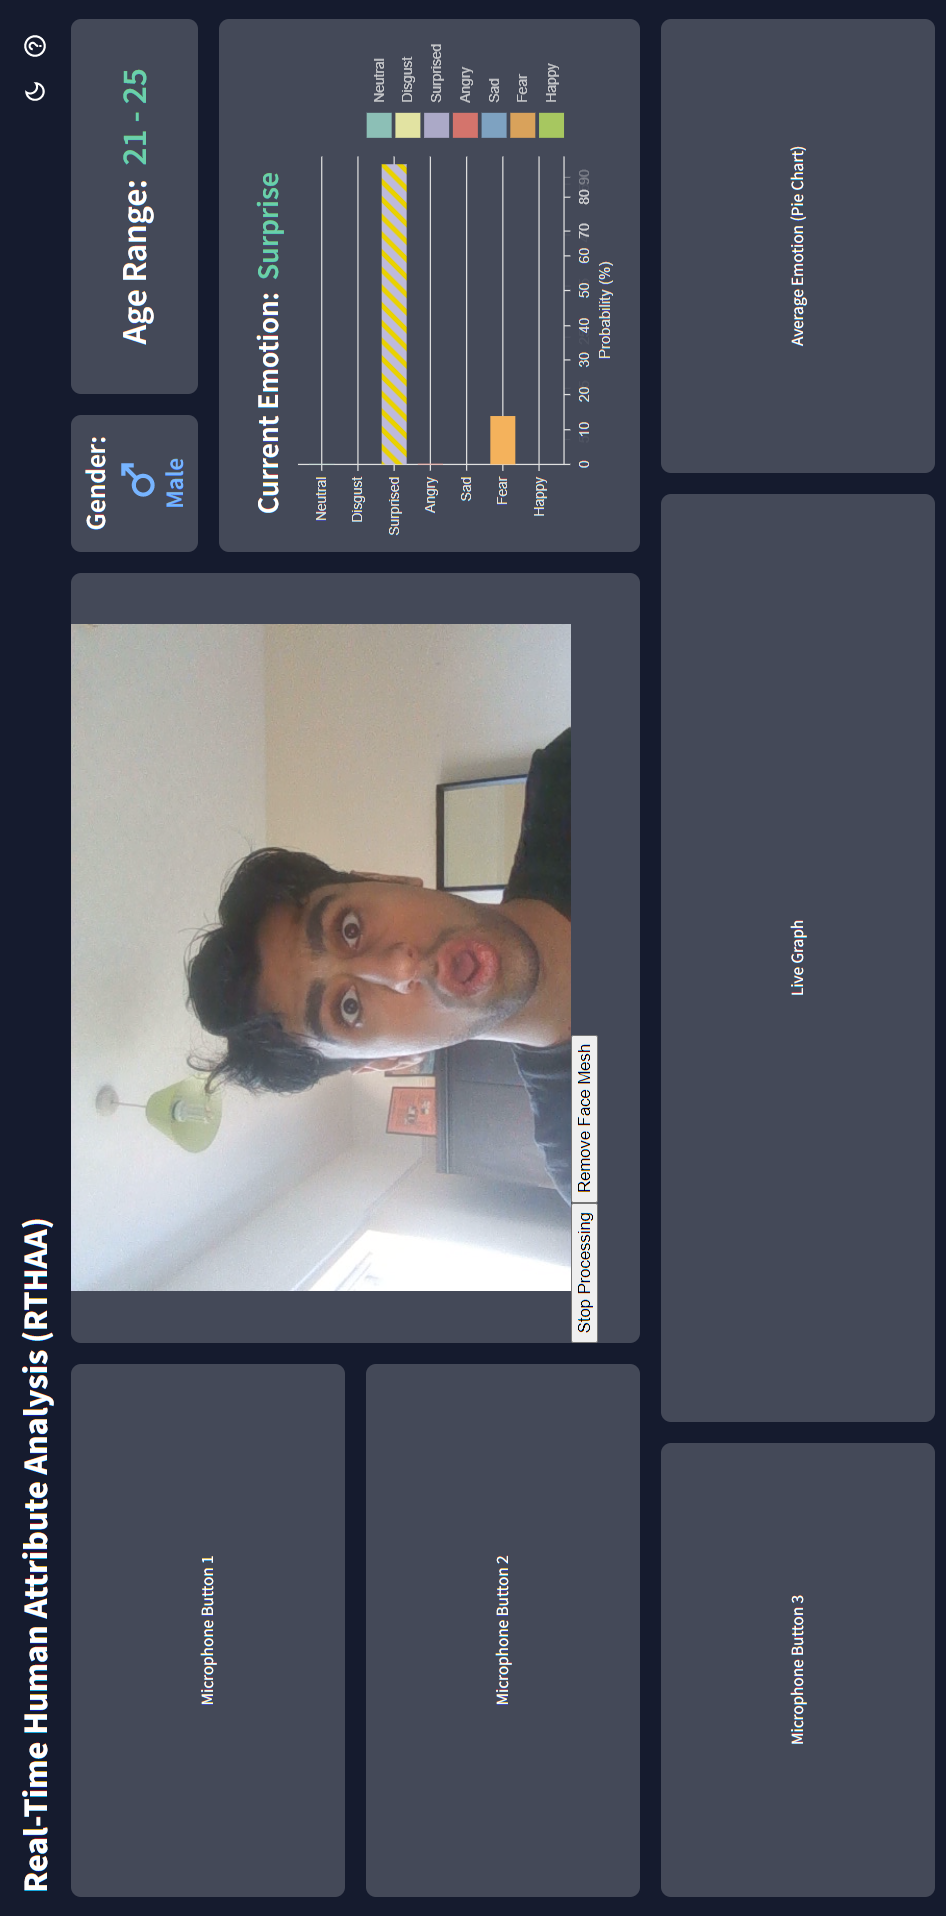 Real-Time Human Attribute Analysis (RTHAA)
Microphone Button 1
Microphone Button 2
Stop Processing
Remove Face Mesh
Gender:
Male
Age Range: 21 - 25
Current Emotion: Surprise
Neutral
Disgust
Surprised
Angry
Sad
Fear
Happy
0 10 20 30 40 50 60 70 80 90
Probability (%)
Neutral
Disgust
Surprised
Angry
Sad
Fear
Happy
Microphone Button 3
Live Graph
Average Emotion (Pie Chart)